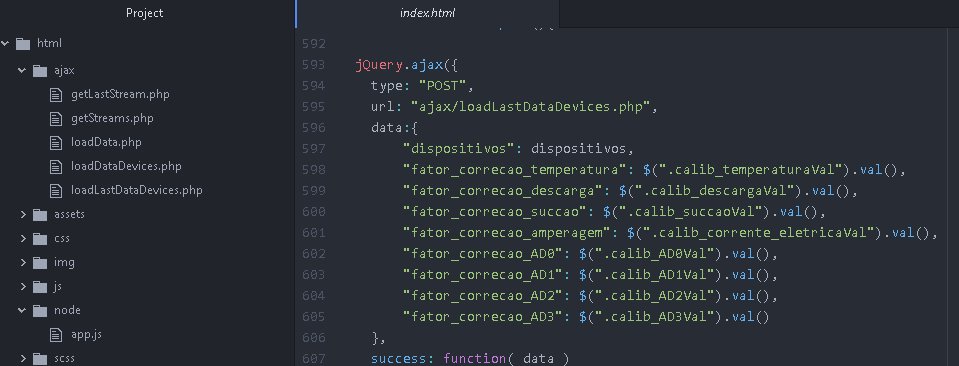 Project
html
ajax
getLastStream.php
getStreams.php
loadData.php
loadDataDevices.php
loadLastDataDevices.php
assets
css
img
js
node
app.js
scss
index.html
592
593 jQuery.ajax({
594 type: "POST",
595 url: "ajax/loadLastDataDevices.php",
596 data:{
597 "dispositivos": dispositivos,
598 "fator_correcao_temperatura": $(".calib_temperaturaVal").val(),
599 "fator_correcao_descarga": $(".calib_descargaVal").val(),
600 "fator_correcao_succao": $(".calib_succaoVal").val(),
601 "fator_correcao_amperagem": $(".calib_corrente_eletricaVal").val(),
602 "fator_correcao_AD0": $(".calib_AD0Val").val(),
603 "fator_correcao_AD1": $(".calib_AD1Val").val(),
604 "fator_correcao_AD2": $(".calib_AD2Val").val(),
605 "fator_correcao_AD3": $(".calib_AD3Val").val()
606 },
607 success: function( data )